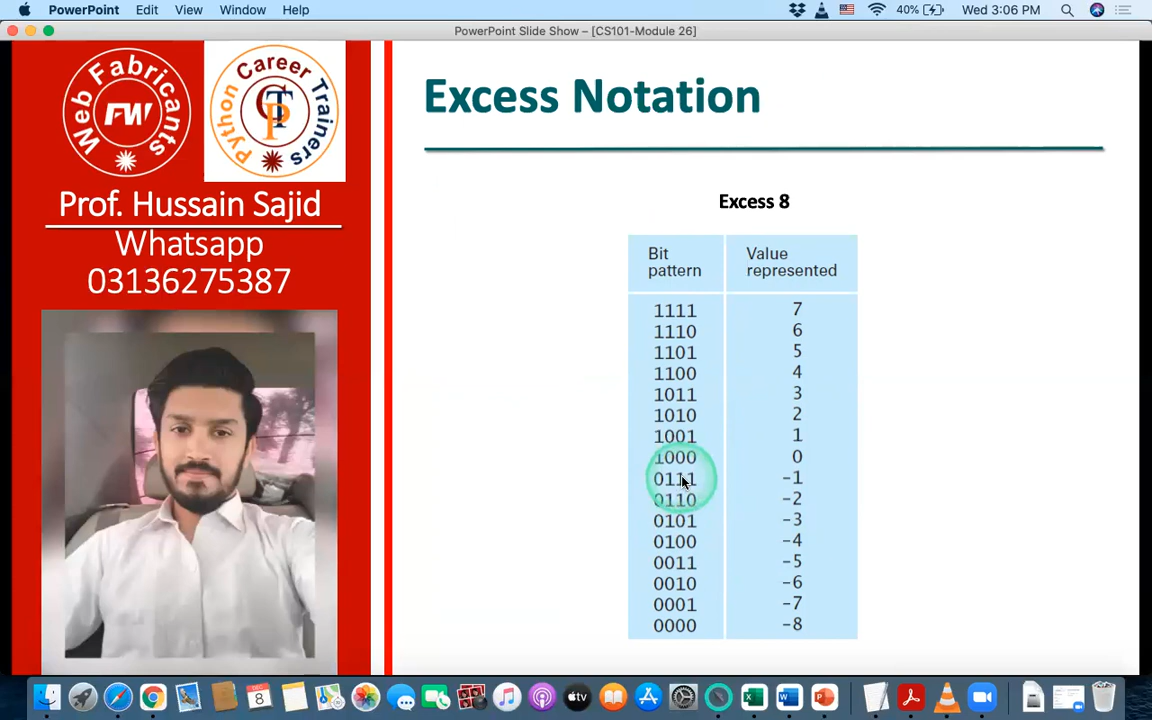 PowerPoint Edit View Window Help 40% Wed 3:06 PM
PowerPoint Slide Show – [CS101-Module 26]
Web Fabricants
FW
Python Career Trainers
CTP
Prof. Hussain Sajid
Whatsapp
03136275387
Excess Notation
Excess 8
Bit pattern Value represented
1111 7
1110 6
1101 5
1100 4
1011 3
1010 2
1001 1
1000 0
0111 −1
0110 −2
0101 −3
0100 −4
0011 −5
0010 −6
0001 −7
0000 −8
8
tv